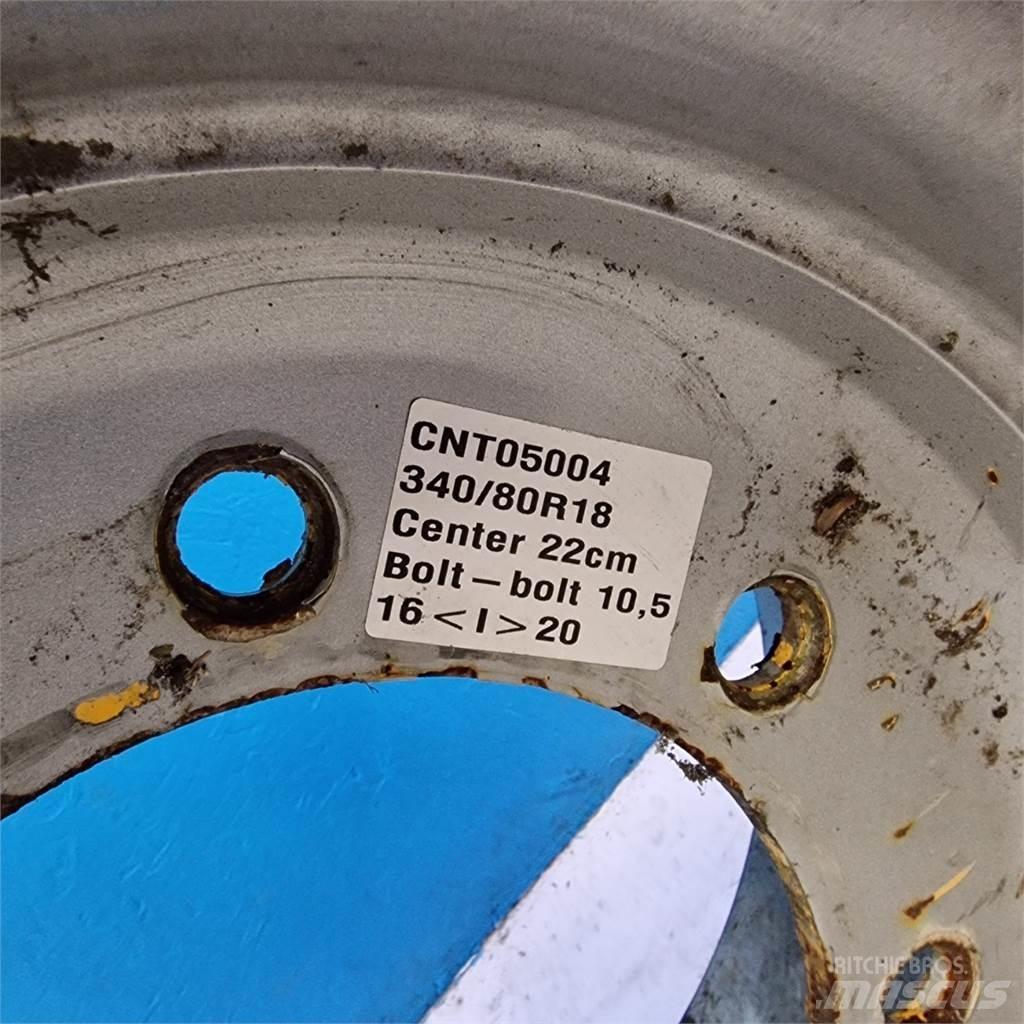 CNT05004
340/80R18
Center 22cm
Bolt – bolt 10,5
16 < I > 20
RITCHIE BROS.
MASCUS